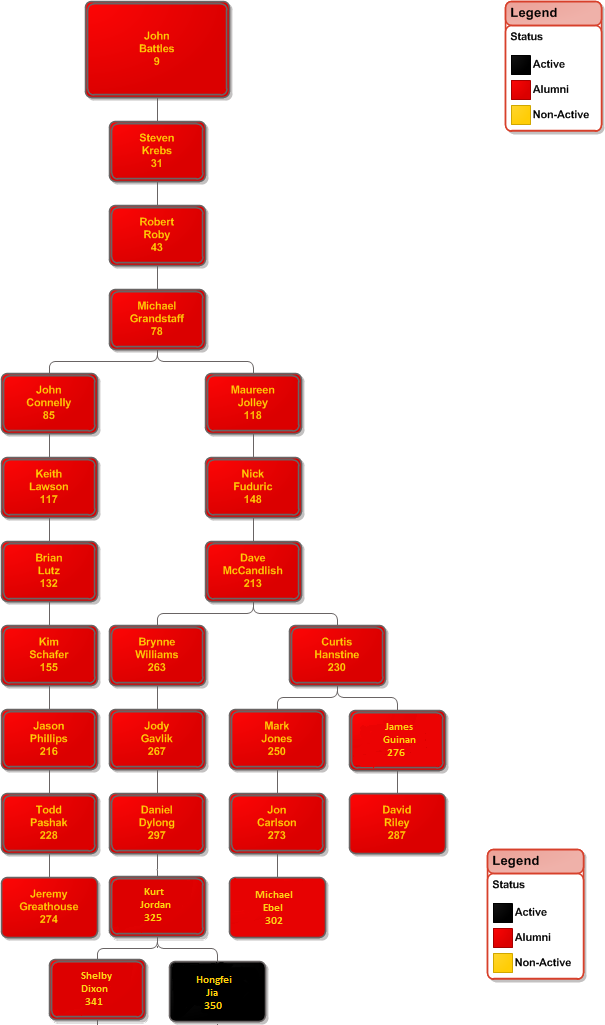 John
Battles
9
Legend
Status
Active
Alumni
Non-Active
Steven
Krebs
31
Robert
Roby
43
Michael
Grandstaff
78
John
Connelly
85
Maureen
Jolley
118
Keith
Lawson
117
Nick
Fuduric
148
Brian
Lutz
132
Dave
McCandlish
213
Kim
Schafer
155
Brynne
Williams
263
Curtis
Hanstine
230
Jason
Phillips
216
Jody
Gavlik
267
Mark
Jones
250
James
Guinan
276
Todd
Pashak
228
Daniel
Dylong
297
Jon
Carlson
273
David
Riley
287
Jeremy
Greathouse
274
Kurt
Jordan
325
Michael
Ebel
302
Legend
Status
Active
Alumni
Non-Active
Shelby
Dixon
341
Hongfei
Jia
350